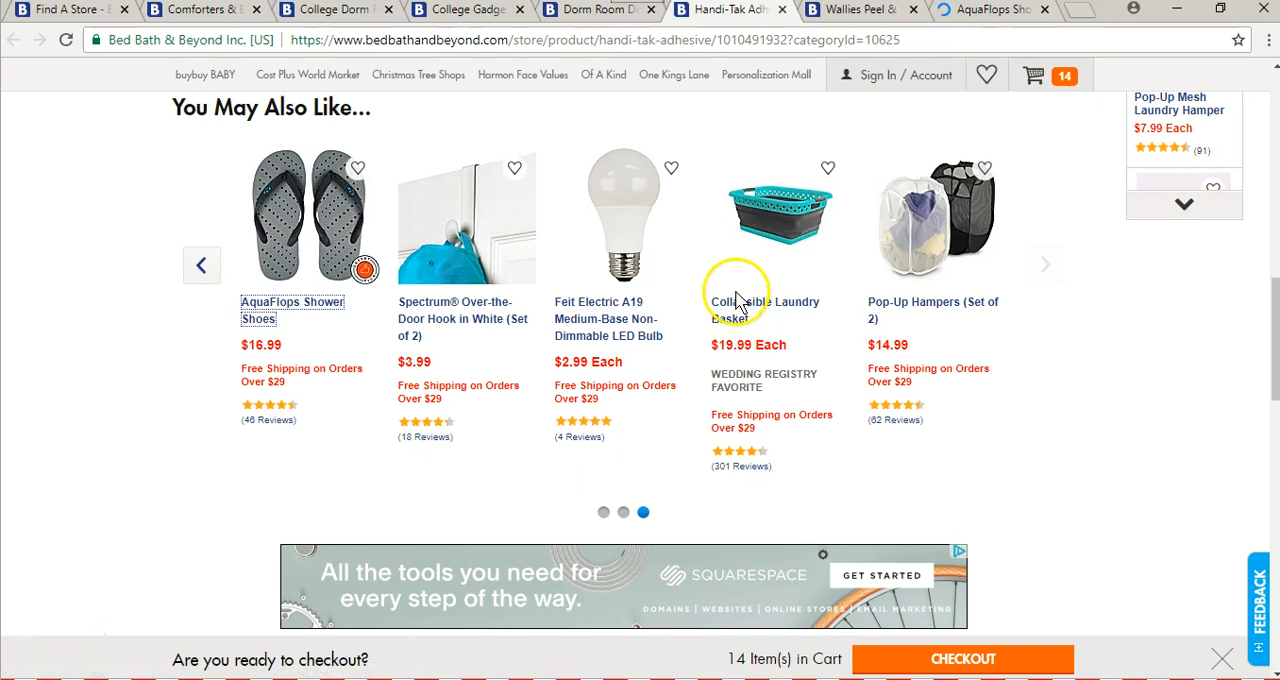 Find A Store - B
Comforters & B
College Dorm
College Gadge
Dorm Room D
Handi-Tak Adh
Wallies Peel &
AquaFlops Sho
Bed Bath & Beyond Inc. [US]
https://www.bedbathandbeyond.com/store/product/handi-tak-adhesive/1010491932?categoryId=10625
buybuy BABY
Cost Plus World Market
Christmas Tree Shops
Harmon Face Values
Of A Kind
One Kings Lane
Personalization Mall
Sign In / Account
14
You May Also Like...
Pop-Up Mesh
Laundry Hamper
$7.99 Each
(91)
AquaFlops Shower
Shoes
$16.99
Free Shipping on Orders
Over $29
(46 Reviews)
Spectrum® Over-the-
Door Hook in White (Set
of 2)
$3.99
Free Shipping on Orders
Over $29
(18 Reviews)
Feit Electric A19
Medium-Base Non-
Dimmable LED Bulb
$2.99 Each
Free Shipping on Orders
Over $29
(4 Reviews)
Collapsible Laundry
Basket
$19.99 Each
WEDDING REGISTRY
FAVORITE
Free Shipping on Orders
Over $29
(301 Reviews)
Pop-Up Hampers (Set of
2)
$14.99
Free Shipping on Orders
Over $29
(62 Reviews)
All the tools you need for
every step of the way.
SQUARESPACE
GET STARTED
DOMAINS | WEBSITES | ONLINE STORES | EMAIL MARKETING
FEEDBACK
Are you ready to checkout?
14 Item(s) in Cart
CHECKOUT